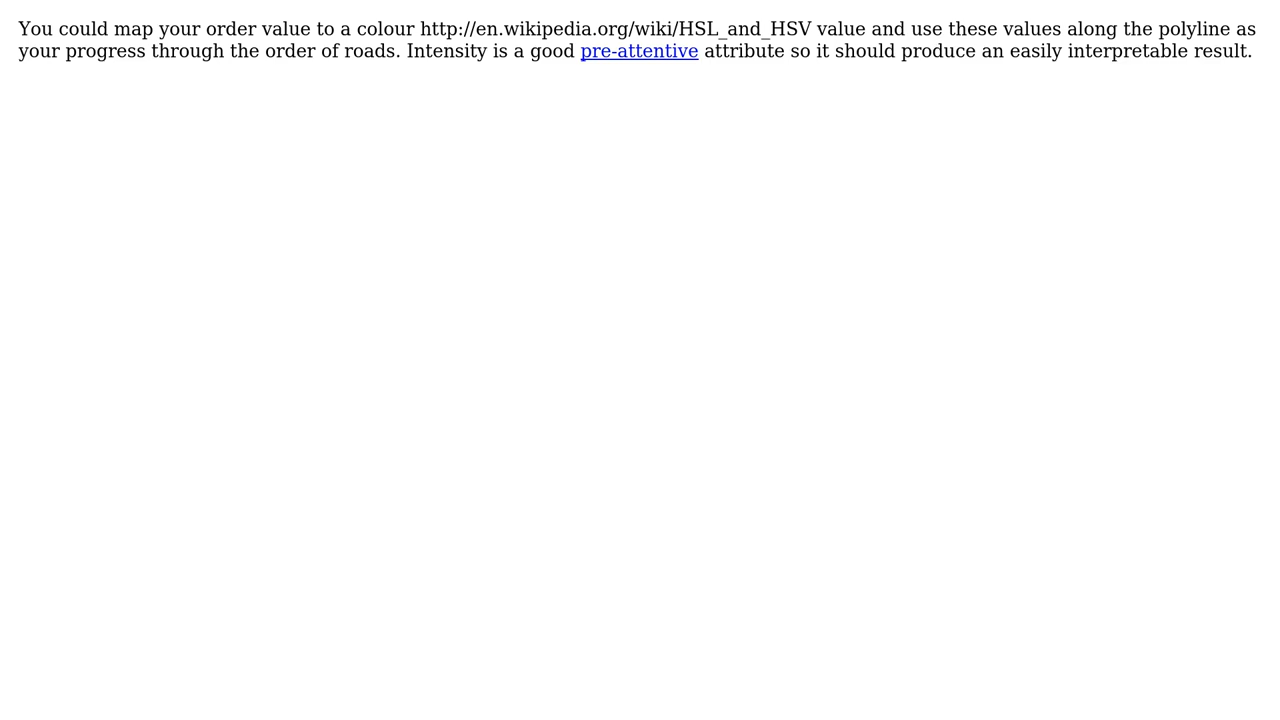 You could map your order value to a colour http://en.wikipedia.org/wiki/HSL_and_HSV value and use these values along the polyline as
your progress through the order of roads. Intensity is a good pre-attentive attribute so it should produce an easily interpretable result.